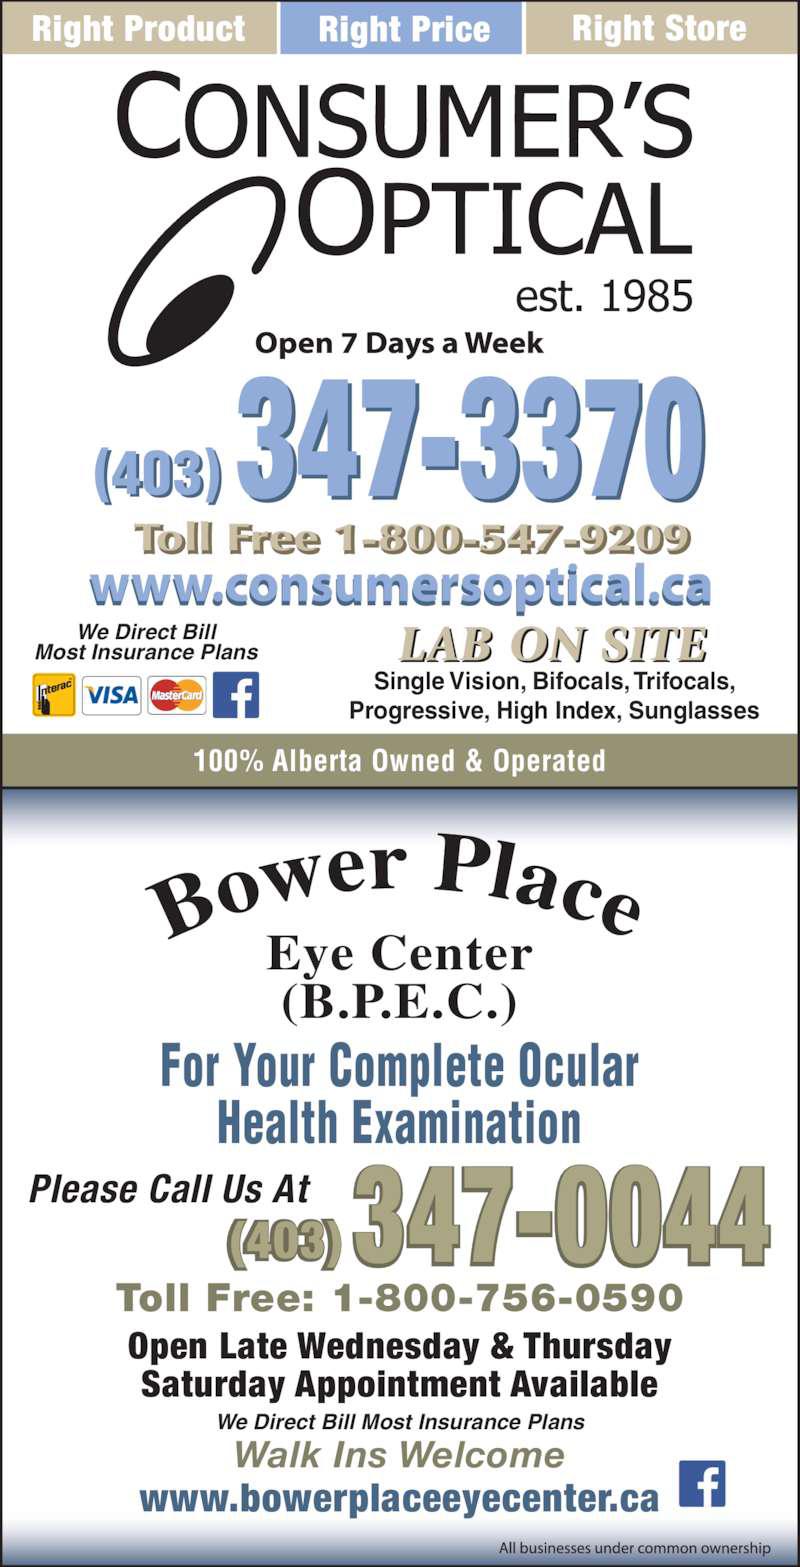 Right Product Right Price Right Store
CONSUMER'S
OPTICAL
est. 1985
Open 7 Days a Week
(403) 347-3370
Toll Free 1-800-547-9209
www.consumersoptical.ca
We Direct Bill
Most Insurance Plans
Interac VISA MasterCard f
LAB ON SITE
Single Vision, Bifocals, Trifocals,
Progressive, High Index, Sunglasses
100% Alberta Owned & Operated
Bower Place
Eye Center
(B.P.E.C.)
For Your Complete Ocular
Health Examination
Please Call Us At
(403) 347-0044
Toll Free: 1-800-756-0590
Open Late Wednesday & Thursday
Saturday Appointment Available
We Direct Bill Most Insurance Plans
Walk Ins Welcome
www.bowerplaceeyecenter.ca f
All businesses under common ownership